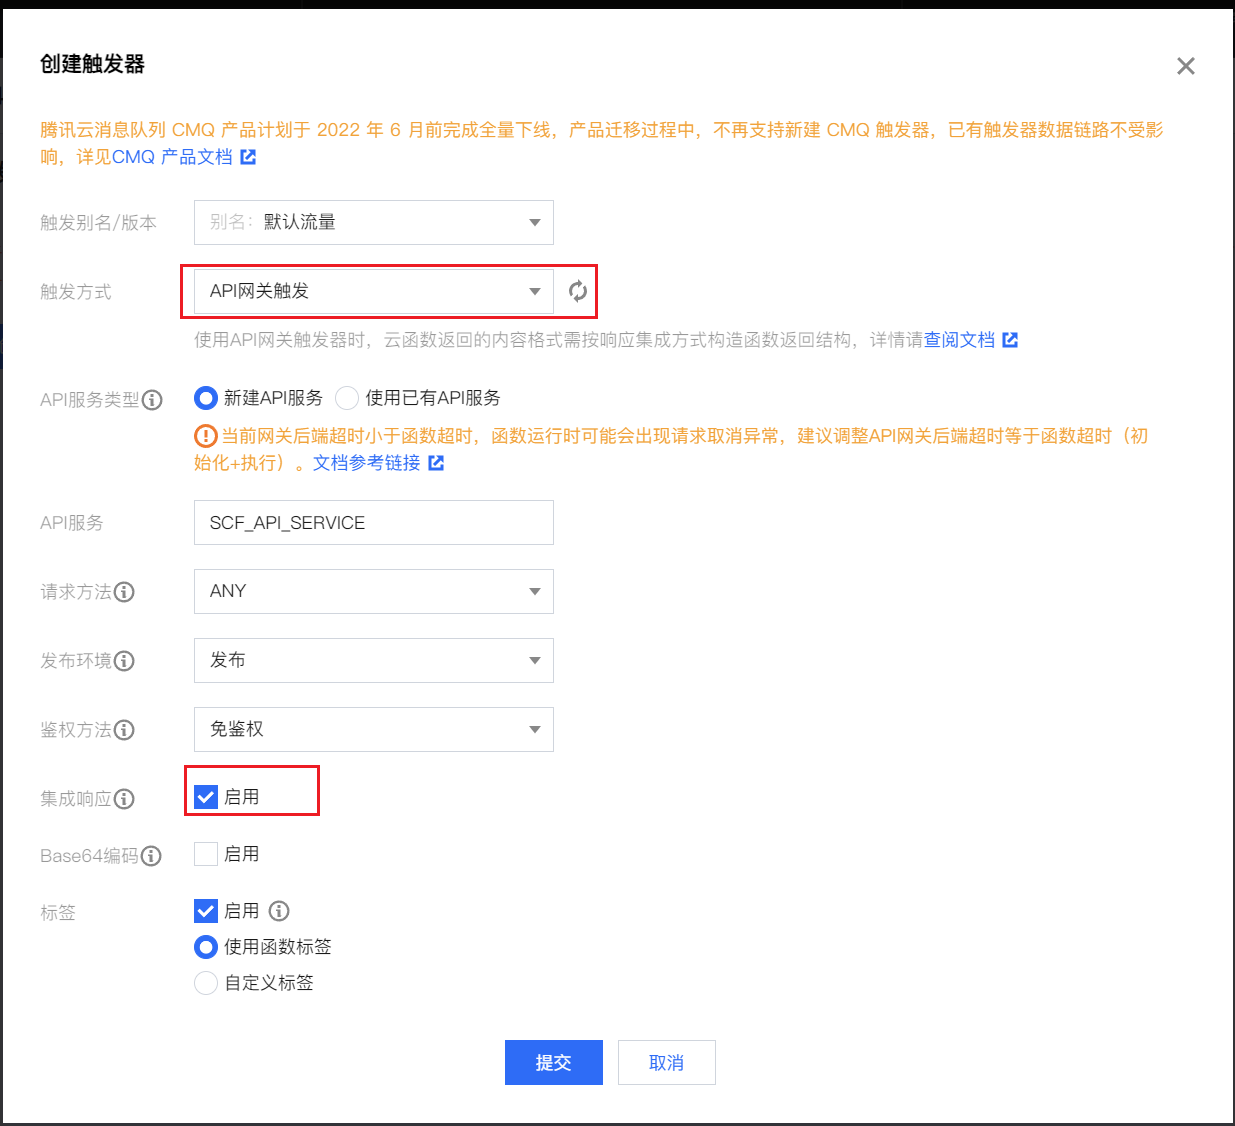 创建触发器
腾讯云消息队列 CMQ 产品计划于 2022 年 6 月前完成全量下线，产品迁移过程中，不再支持新建 CMQ 触发器，已有触发器数据链路不受影
响，详见CMQ 产品文档
触发别名/版本
别名：默认流量
触发方式
API网关触发
使用API网关触发器时，云函数返回的内容格式需按响应集成方式构造函数返回结构，详情请查阅文档
API服务类型
新建API服务 使用已有API服务
当前网关后端超时小于函数超时，函数运行时可能会出现请求取消异常，建议调整API网关后端超时等于函数超时（初
始化+执行）。文档参考链接
API服务
SCF_API_SERVICE
请求方法
ANY
发布环境
发布
鉴权方法
免鉴权
集成响应
启用
Base64编码
启用
标签
启用
使用函数标签
自定义标签
提交 取消